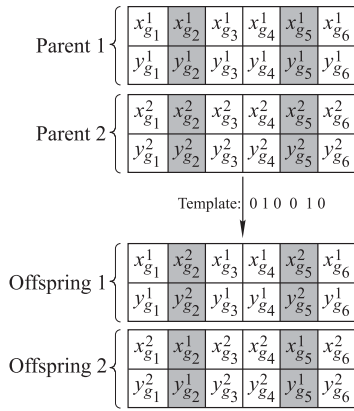 Parent 1
x^1_{g_1} x^1_{g_2} x^1_{g_3} x^1_{g_4} x^1_{g_5} x^1_{g_6}
y^1_{g_1} y^1_{g_2} y^1_{g_3} y^1_{g_4} y^1_{g_5} y^1_{g_6}
Parent 2
x^2_{g_1} x^2_{g_2} x^2_{g_3} x^2_{g_4} x^2_{g_5} x^2_{g_6}
y^2_{g_1} y^2_{g_2} y^2_{g_3} y^2_{g_4} y^2_{g_5} y^2_{g_6}
Template: 0 1 0 0 1 0
Offspring 1
x^1_{g_1} x^2_{g_2} x^1_{g_3} x^1_{g_4} x^2_{g_5} x^1_{g_6}
y^1_{g_1} y^2_{g_2} y^1_{g_3} y^1_{g_4} y^2_{g_5} y^1_{g_6}
Offspring 2
x^2_{g_1} x^1_{g_2} x^2_{g_3} x^2_{g_4} x^1_{g_5} x^2_{g_6}
y^2_{g_1} y^1_{g_2} y^2_{g_3} y^2_{g_4} y^1_{g_5} y^2_{g_6}